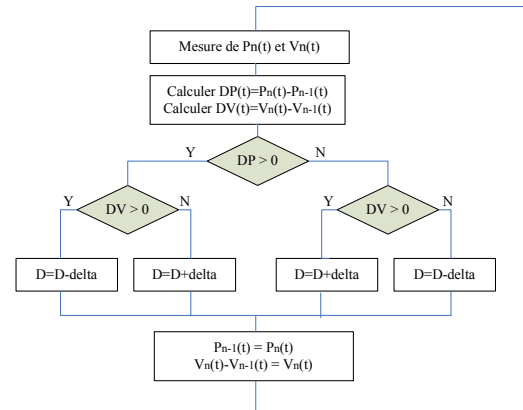 Mesure de Pn(t) et Vn(t)
Calculer DP(t)=Pn(t)-Pn-1(t)
Calculer DV(t)=Vn(t)-Vn-1(t)
Y
DP > 0
N
Y
DV > 0
N
Y
DV > 0
N
D=D-delta
D=D+delta
D=D+delta
D=D-delta
Pn-1(t) = Pn(t)
Vn(t)-Vn-1(t) = Vn(t)